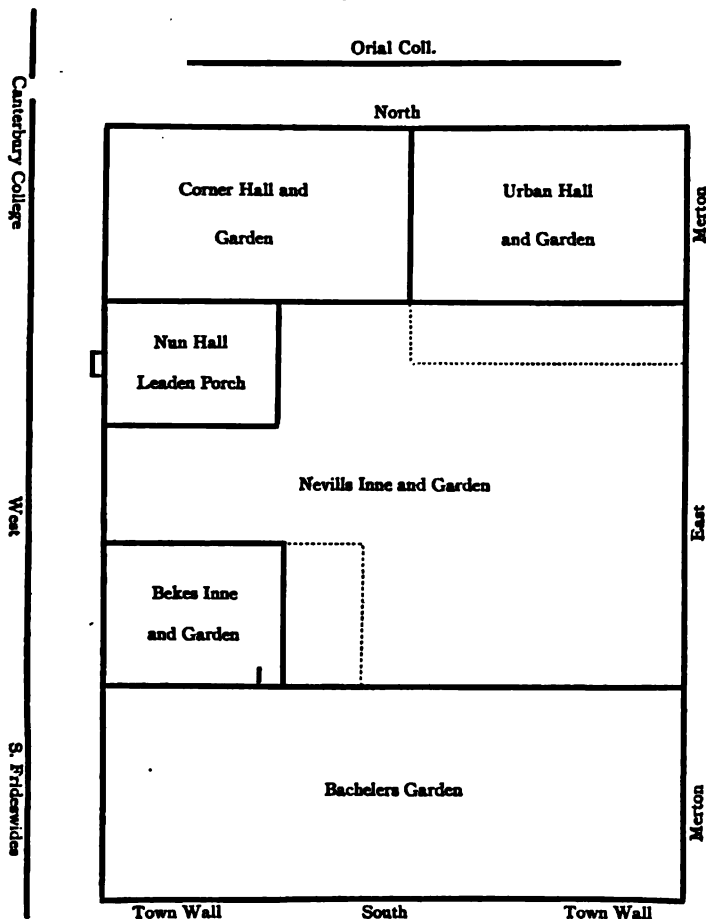 Orial Coll.
North
Canterbury College
Corner Hall and
Garden
Urban Hall
and Garden
Merton
Nun Hall
Leaden Porch
Nevills Inne and Garden
West
East
Bekes Inne
and Garden
S. Frideswides
Bachelers Garden
Merton
Town Wall
South
Town Wall